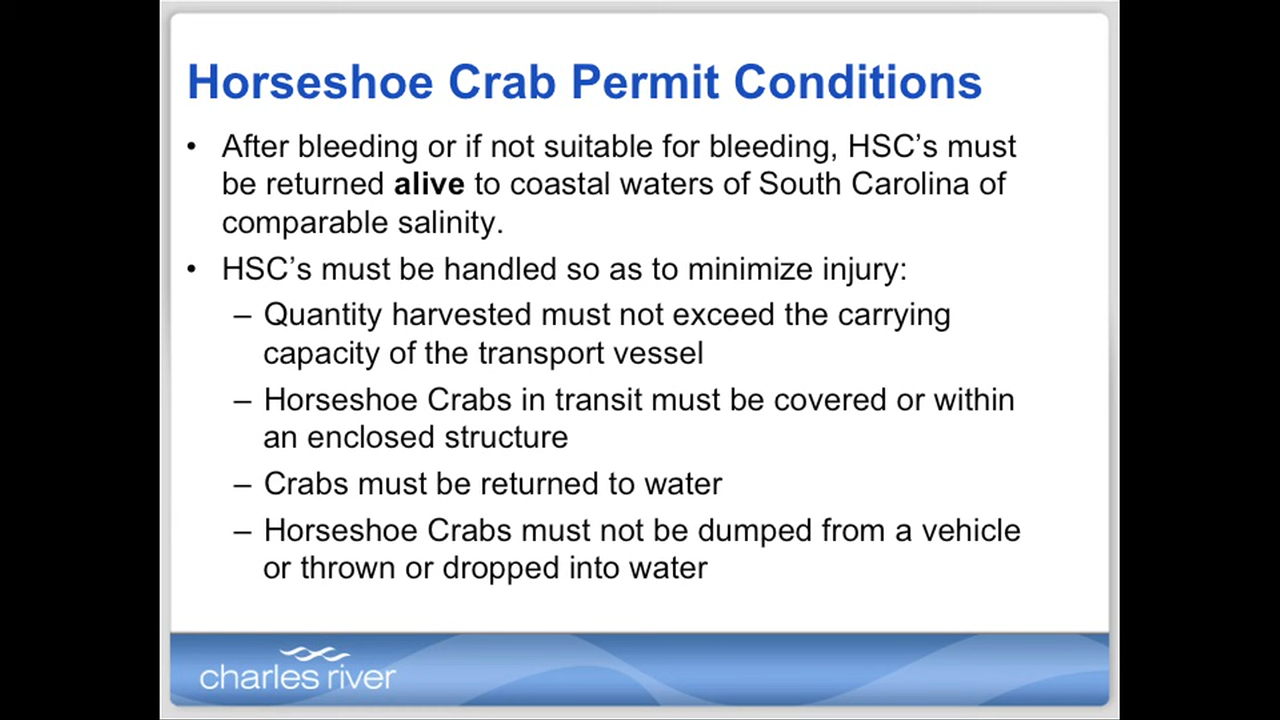 Horseshoe Crab Permit Conditions
• After bleeding or if not suitable for bleeding, HSC’s must
be returned alive to coastal waters of South Carolina of
comparable salinity.
• HSC’s must be handled so as to minimize injury:
– Quantity harvested must not exceed the carrying
capacity of the transport vessel
– Horseshoe Crabs in transit must be covered or within
an enclosed structure
– Crabs must be returned to water
– Horseshoe Crabs must not be dumped from a vehicle
or thrown or dropped into water
charles river